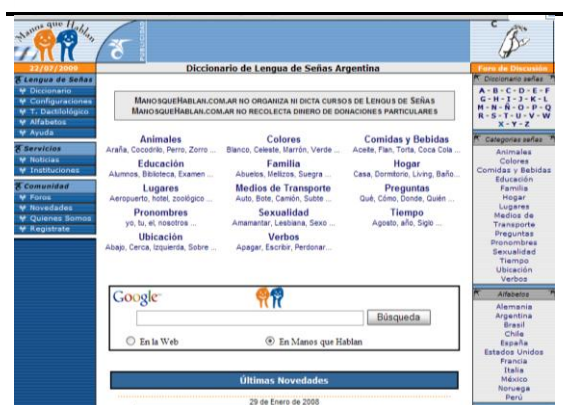 Manos que Hablan
PUBLICIDAD
22/07/2009
Diccionario de Lengua de Señas Argentina
Foro de Discusión
Lengua de Señas
Diccionario
Configuraciones
T. Dactilológico
Alfabetos
Ayuda
Servicios
Noticias
Instituciones
Comunidad
Foros
Novedades
Quienes Somos
Registrate
MANOSQUEHABLAN.COM.AR NO ORGANIZA NI DICTA CURSOS DE LENGUS DE SEÑAS
MANOSQUEHABLAN.COM.AR NO RECOLECTA DINERO DE DONACIONES PARTICULARES
Animales
Araña, Cocodrilo, Perro, Zorro ...
Colores
Blanco, Celeste, Marrón, Verde ...
Comidas y Bebidas
Aceite, Flan, Torta, Coca Cola ...
Educación
Alumnos, Biblioteca, Examen ...
Familia
Abuelos, Mellizos, Suegra ...
Hogar
Casa, Dormitorio, Living, Baño...
Lugares
Aeropuerto, hotel, zoológico ...
Medios de Transporte
Auto, Bote, Camión, Subte ...
Preguntas
Qué, Cómo, Donde, Quién ...
Pronombres
yo, tu, el, nosotros ...
Sexualidad
Amamantar, Lesbiana, Sexo ...
Tiempo
Agosto, año, Siglo ...
Ubicación
Abajo, Cerca, Izquierda, Sobre ...
Verbos
Apagar, Escribir, Perdonar...
Google
Búsqueda
En la Web
En Manos que Hablan
Últimas Novedades
29 de Enero de 2008
Diccionario señas
A - B - C - D - E - F
G - H - I - J - K - L
M - N - Ñ - O - P - Q
R - S - T - U - V - W
X - Y - Z
Categorias señas
Animales
Colores
Comidas y Bebidas
Educación
Familia
Hogar
Lugares
Medios de
Transporte
Preguntas
Pronombres
Sexualidad
Tiempo
Ubicación
Verbos
Alfabetos
Alemania
Argentina
Brasil
Chile
España
Estados Unidos
Francia
Italia
México
Noruega
Perú